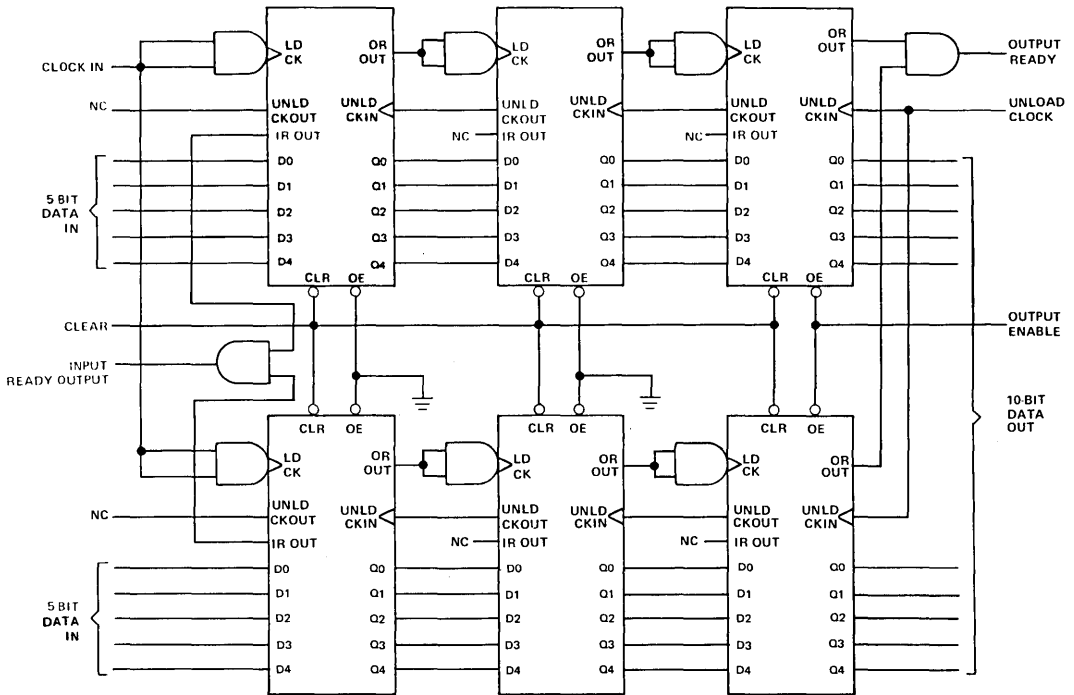 CLOCK IN
NC
5 BIT
DATA
IN
LD
CK
OR
OUT
UNLD
CKOUT
UNLD
CKIN
IR OUT
D0
D1
D2
D3
D4
Q0
Q1
Q2
Q3
Q4
CLR
OE
LD
CK
OR
OUT
UNLD
CKOUT
UNLD
CKIN
NC
IR OUT
D0
D1
D2
D3
D4
Q0
Q1
Q2
Q3
Q4
CLR
OE
LD
CK
OR
OUT
UNLD
CKOUT
UNLD
CKIN
NC
IR OUT
D0
D1
D2
D3
D4
Q0
Q1
Q2
Q3
Q4
CLR
OE
OUTPUT
READY
UNLOAD
CLOCK
CLEAR
OUTPUT
ENABLE
INPUT
READY OUTPUT
10-BIT
DATA
OUT
NC
5 BIT
DATA
IN
CLR
OE
LD
CK
OR
OUT
UNLD
CKOUT
UNLD
CKIN
IR OUT
D0
D1
D2
D3
D4
Q0
Q1
Q2
Q3
Q4
CLR
OE
LD
CK
OR
OUT
UNLD
CKOUT
UNLD
CKIN
NC
IR OUT
D0
D1
D2
D3
D4
Q0
Q1
Q2
Q3
Q4
CLR
OE
LD
CK
OR
OUT
UNLD
CKOUT
UNLD
CKIN
NC
IR OUT
D0
D1
D2
D3
D4
Q0
Q1
Q2
Q3
Q4